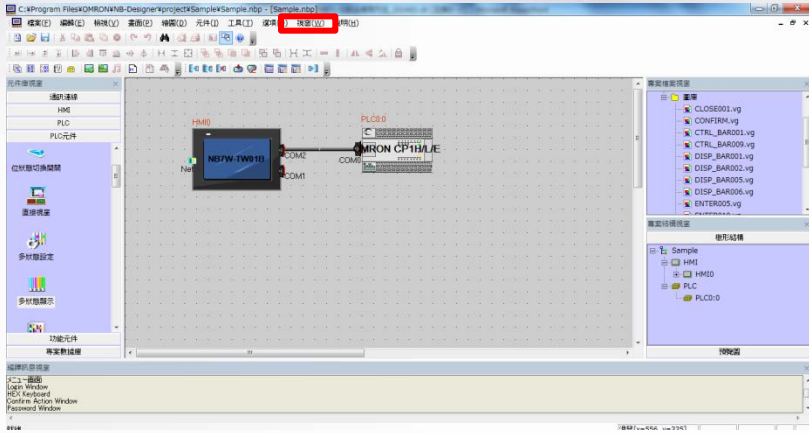 C:¥Program Files¥OMRON¥NB-Designer¥project¥Sample¥Sample.nbp - [Sample.nbp]
檔案(F) 編輯(E) 檢視(V) 畫面(P) 繪圖(D) 元件(I) 工具(T) 視窗(W)
元件庫視窗
通訊連線
HMI
PLC
PLC元件
位狀態切換開關
直接視窗
多狀態設定
多狀態顯示
功能元件
專案數據庫
HMI0
NB7W-TW01B
Net
COM2
COM1
PLC0:0
COM0
OMRON CP1H/L/E
專案檔案視窗
圖庫
CLOSE001.vg
CONFIRM.vg
CTRL_BAR001.vg
CTRL_BAR009.vg
DISP_BAR001.vg
DISP_BAR002.vg
DISP_BAR005.vg
DISP_BAR006.vg
ENTER005.vg
專案結構視窗
樹形結構
Sample
HMI
HMI0
PLC
PLC0:0
預覽圖
編譯訊息視窗
メニュー画面
Login Window
HEX Keyboard
Confirm Action Window
Password Window